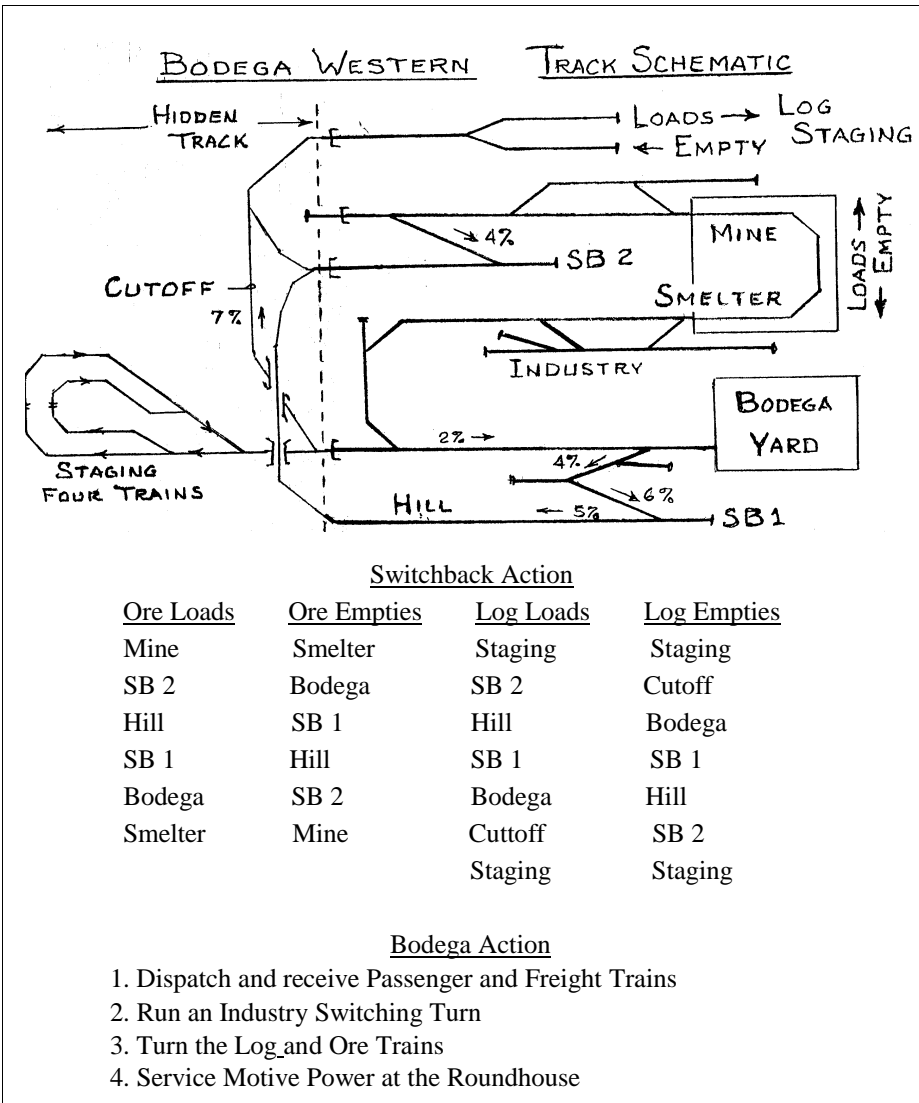 BODEGA WESTERN TRACK SCHEMATIC
HIDDEN TRACK
LOADS → LOG STAGING
← EMPTY
4%
MINE
LOADS →
← EMPTY
SB 2
CUTOFF
7%
SMELTER
INDUSTRY
BODEGA YARD
2% →
STAGING
FOUR TRAINS
4%
6%
HILL
← 5%
SB 1
Switchback Action
Ore Loads Ore Empties Log Loads Log Empties
Mine Smelter Staging Staging
SB 2 Bodega SB 2 Cutoff
Hill SB 1 Hill Bodega
SB 1 Hill SB 1 SB 1
Bodega SB 2 Bodega Hill
Smelter Mine Cuttoff SB 2
Staging Staging
Bodega Action
1. Dispatch and receive Passenger and Freight Trains
2. Run an Industry Switching Turn
3. Turn the Log and Ore Trains
4. Service Motive Power at the Roundhouse